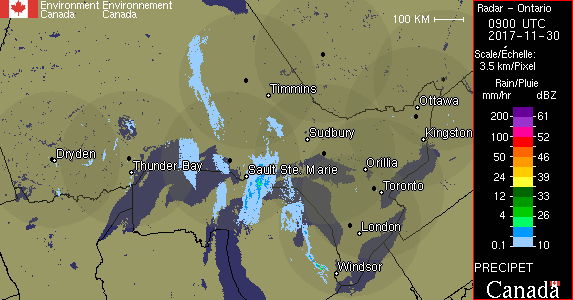 Environment Environnement
Canada Canada
100 KM
Timmins
Ottawa
Sudbury
Kingston
Dryden
Thunder Bay
Sault Ste. Marie
Orillia
Toronto
London
Windsor
Radar - Ontario
0900 UTC
2017-11-30
Scale/Échelle:
3.5 km/Pixel
Rain/Pluie
mm/hr dBZ
200 61
100 52
50 46
24 39
12 33
4 26
0.1 10
PRECIPET
Canada